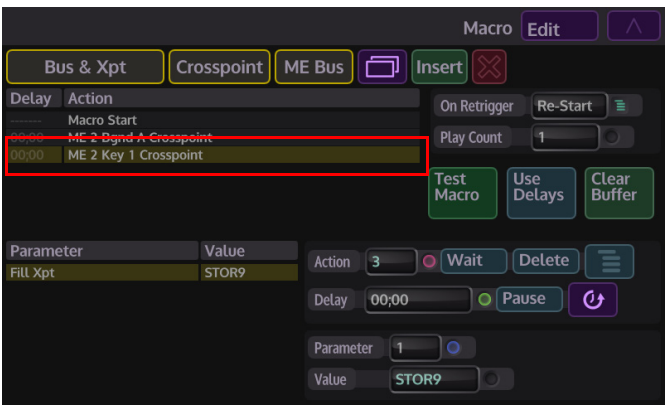 Macro Edit
Bus & Xpt Crosspoint ME Bus Insert
Delay Action
------- Macro Start
00;00 ME 2 Bgnd A Crosspoint
00;00 ME 2 Key 1 Crosspoint
On Retrigger Re-Start
Play Count 1
Test Macro Use Delays Clear Buffer
Parameter Value
Fill Xpt STOR9
Action 3 Wait Delete
Delay 00;00 Pause
Parameter 1
Value STOR9